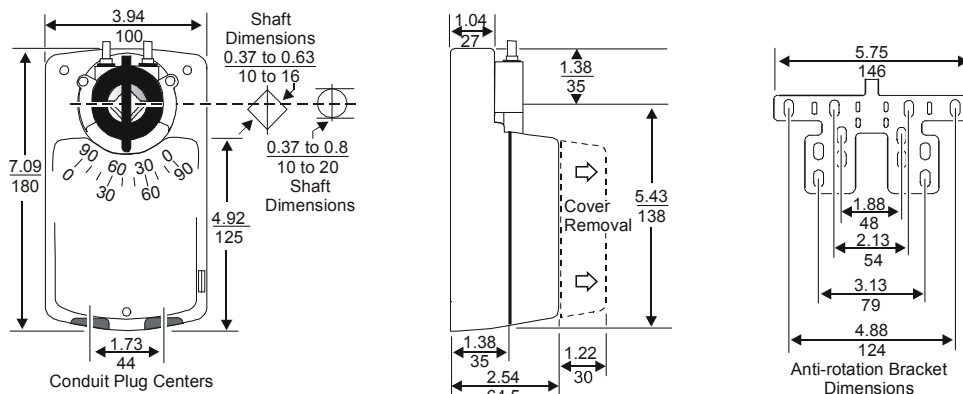 3.94
100
Shaft
Dimensions
0.37 to 0.63
10 to 16
0.37 to 0.8
10 to 20
Shaft
Dimensions
7.09
180
90
60
30
0
0
30
60
90
4.92
125
1.73
44
Conduit Plug Centers
1.04
27
1.38
35
5.43
138
Cover
Removal
1.38
35
1.22
30
2.54
64.5
5.75
146
1.88
48
2.13
54
3.13
79
4.88
124
Anti-rotation Bracket
Dimensions